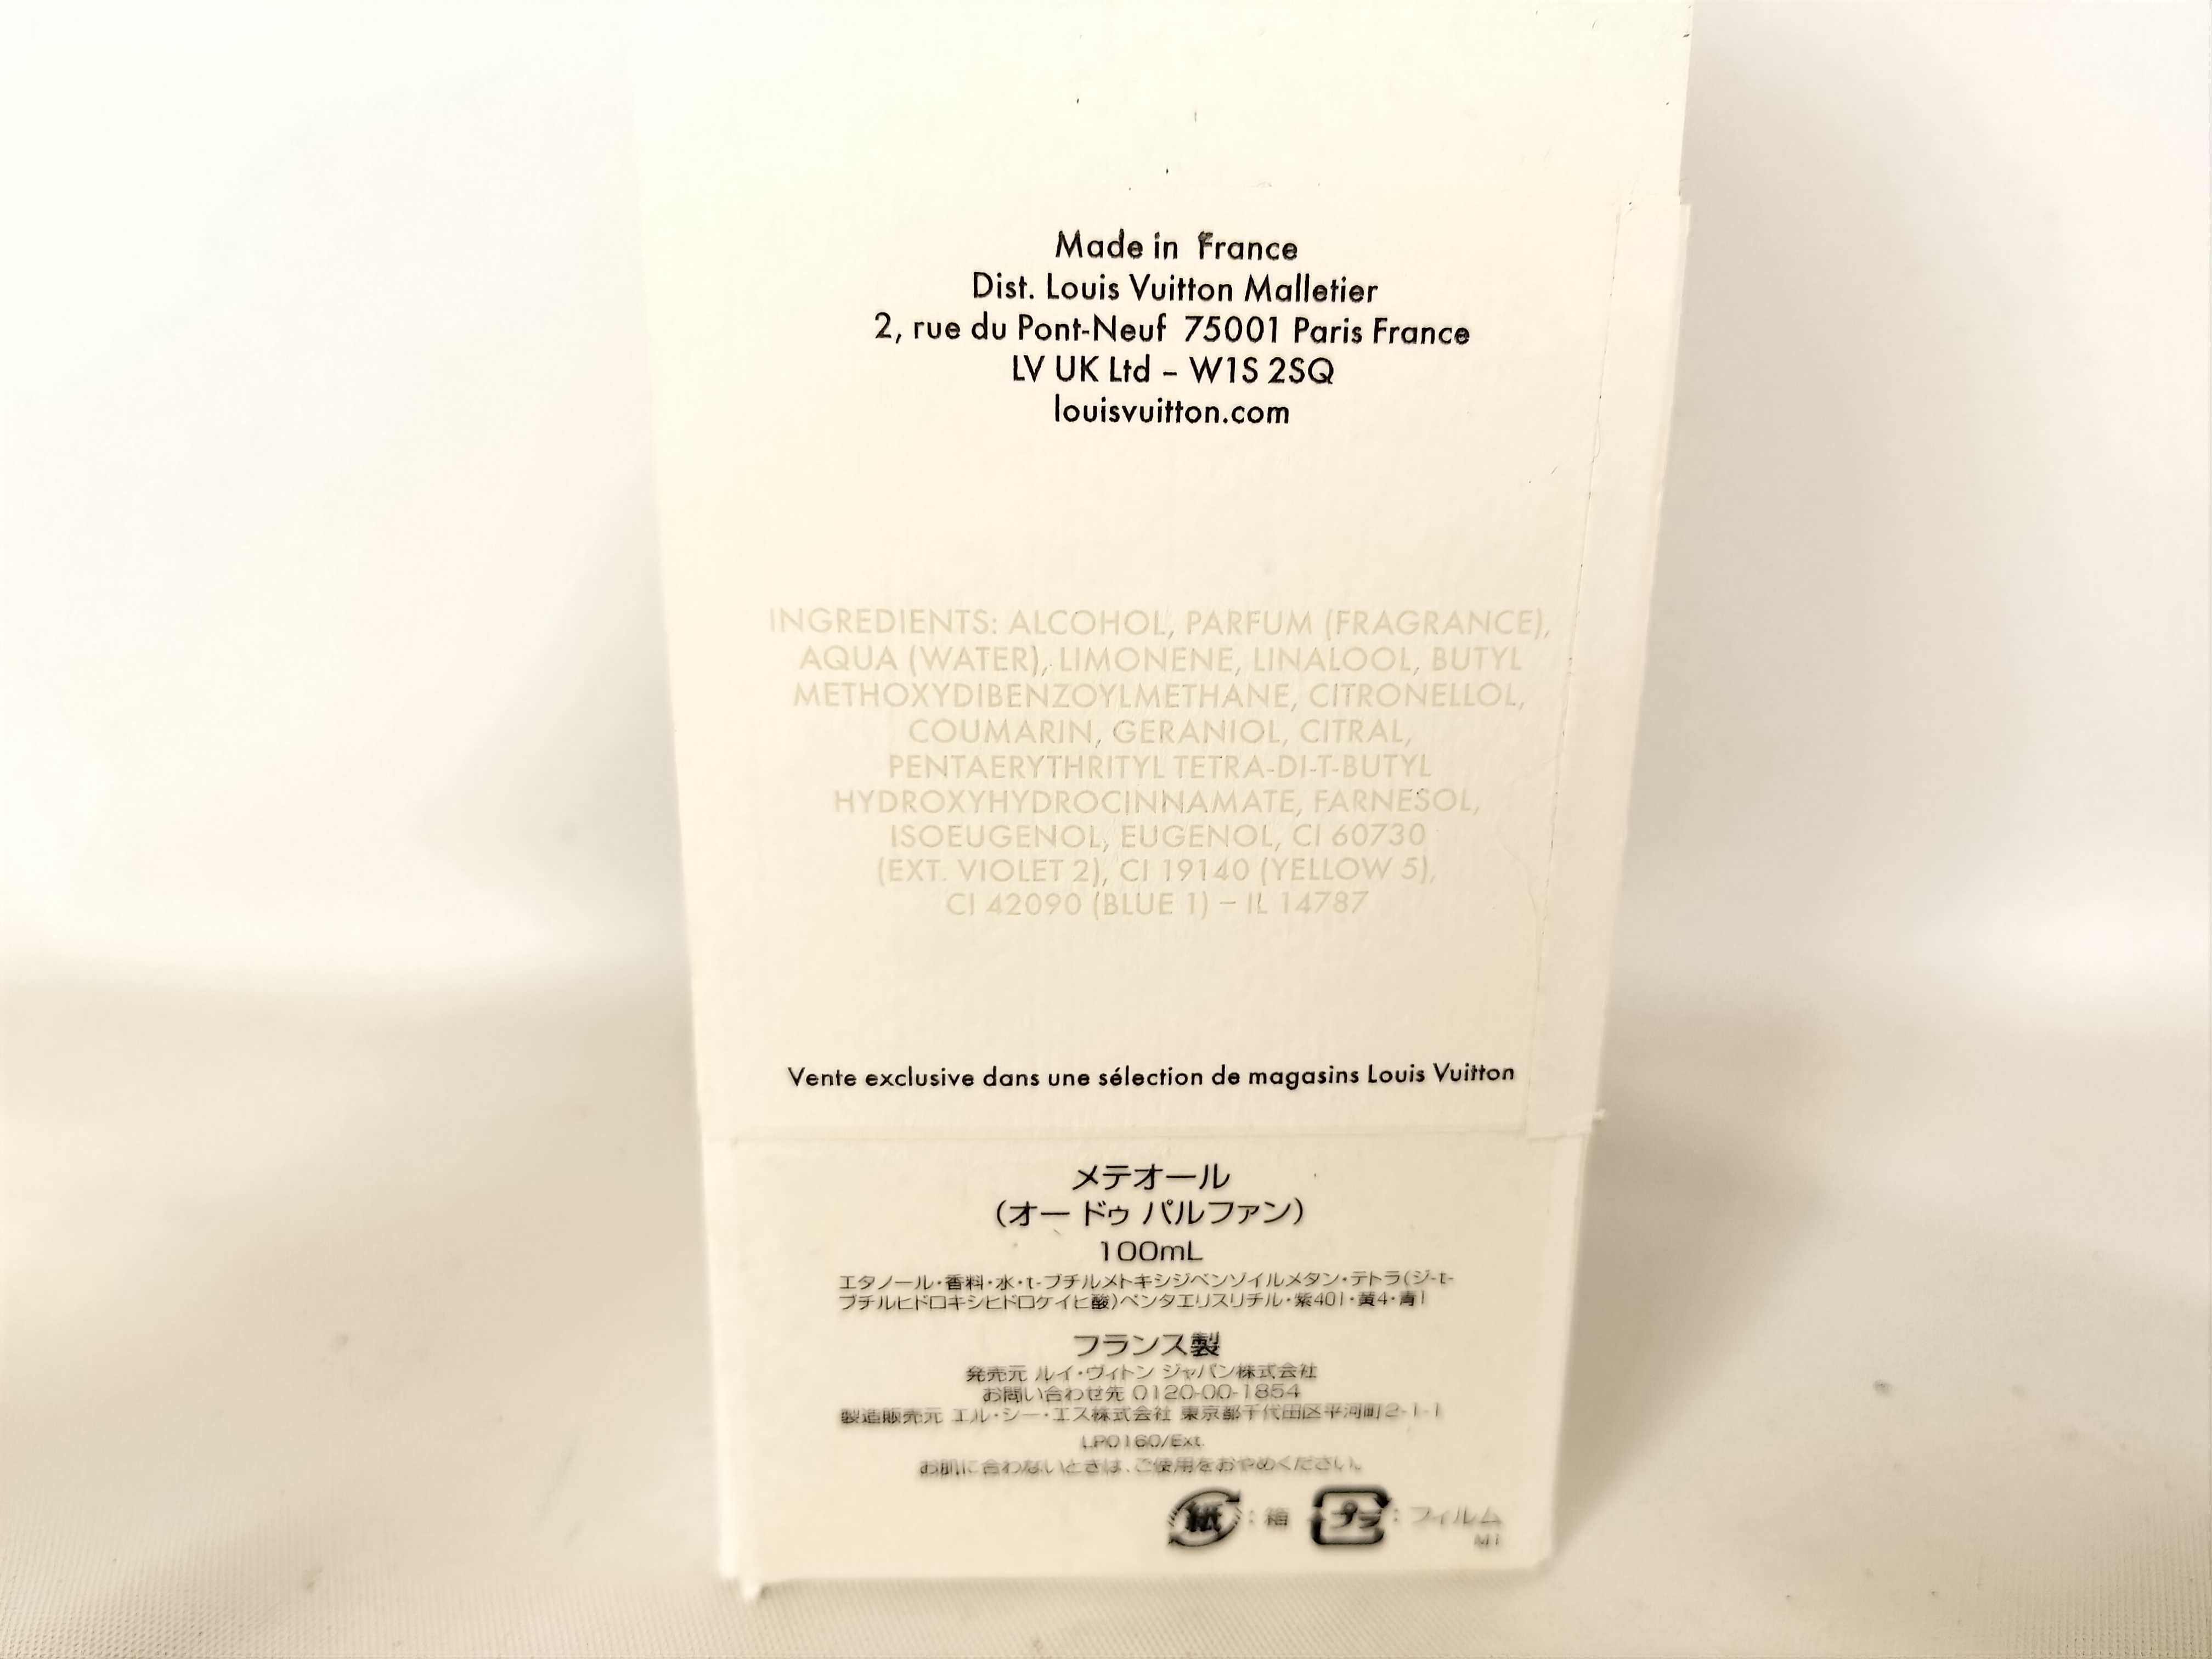 Made in France
Dist. Louis Vuitton Malletier
2, rue du Pont-Neuf 75001 Paris France
LV UK Ltd – W1S 2SQ
louisvuitton.com
INGREDIENTS: ALCOHOL, PARFUM (FRAGRANCE),
AQUA (WATER), LIMONENE, LINALOOL, BUTYL
METHOXYDIBENZOYLMETHANE, CITRONELLOL,
COUMARIN, GERANIOL, CITRAL,
PENTAERYTHRITYL TETRA-DI-T-BUTYL
HYDROXYHYDROCINNAMATE, FARNESOL,
ISOEUGENOL, EUGENOL, CI 60730
(EXT. VIOLET 2), CI 19140 (YELLOW 5),
CI 42090 (BLUE 1) – IL 14787
Vente exclusive dans une sélection de magasins Louis Vuitton
メテオール
（オー ドゥ パルファン）
100mL
エタノール・香料・水・t-ブチルメトキシジベンゾイルメタン・テトラ(ジ-t-
ブチルヒドロキシヒドロケイヒ酸)ペンタエリスリチル・紫401・黄4・青1
フランス製
発売元 ルイ・ヴィトン ジャパン株式会社
お問い合わせ先 0120-00-1854
製造販売元 エル・シー・エス株式会社 東京都千代田区平河町2-1-1
LP0160/Ext.
お肌に合わないときは、ご使用をおやめください。
紙：箱 プラ：フィルム
M1